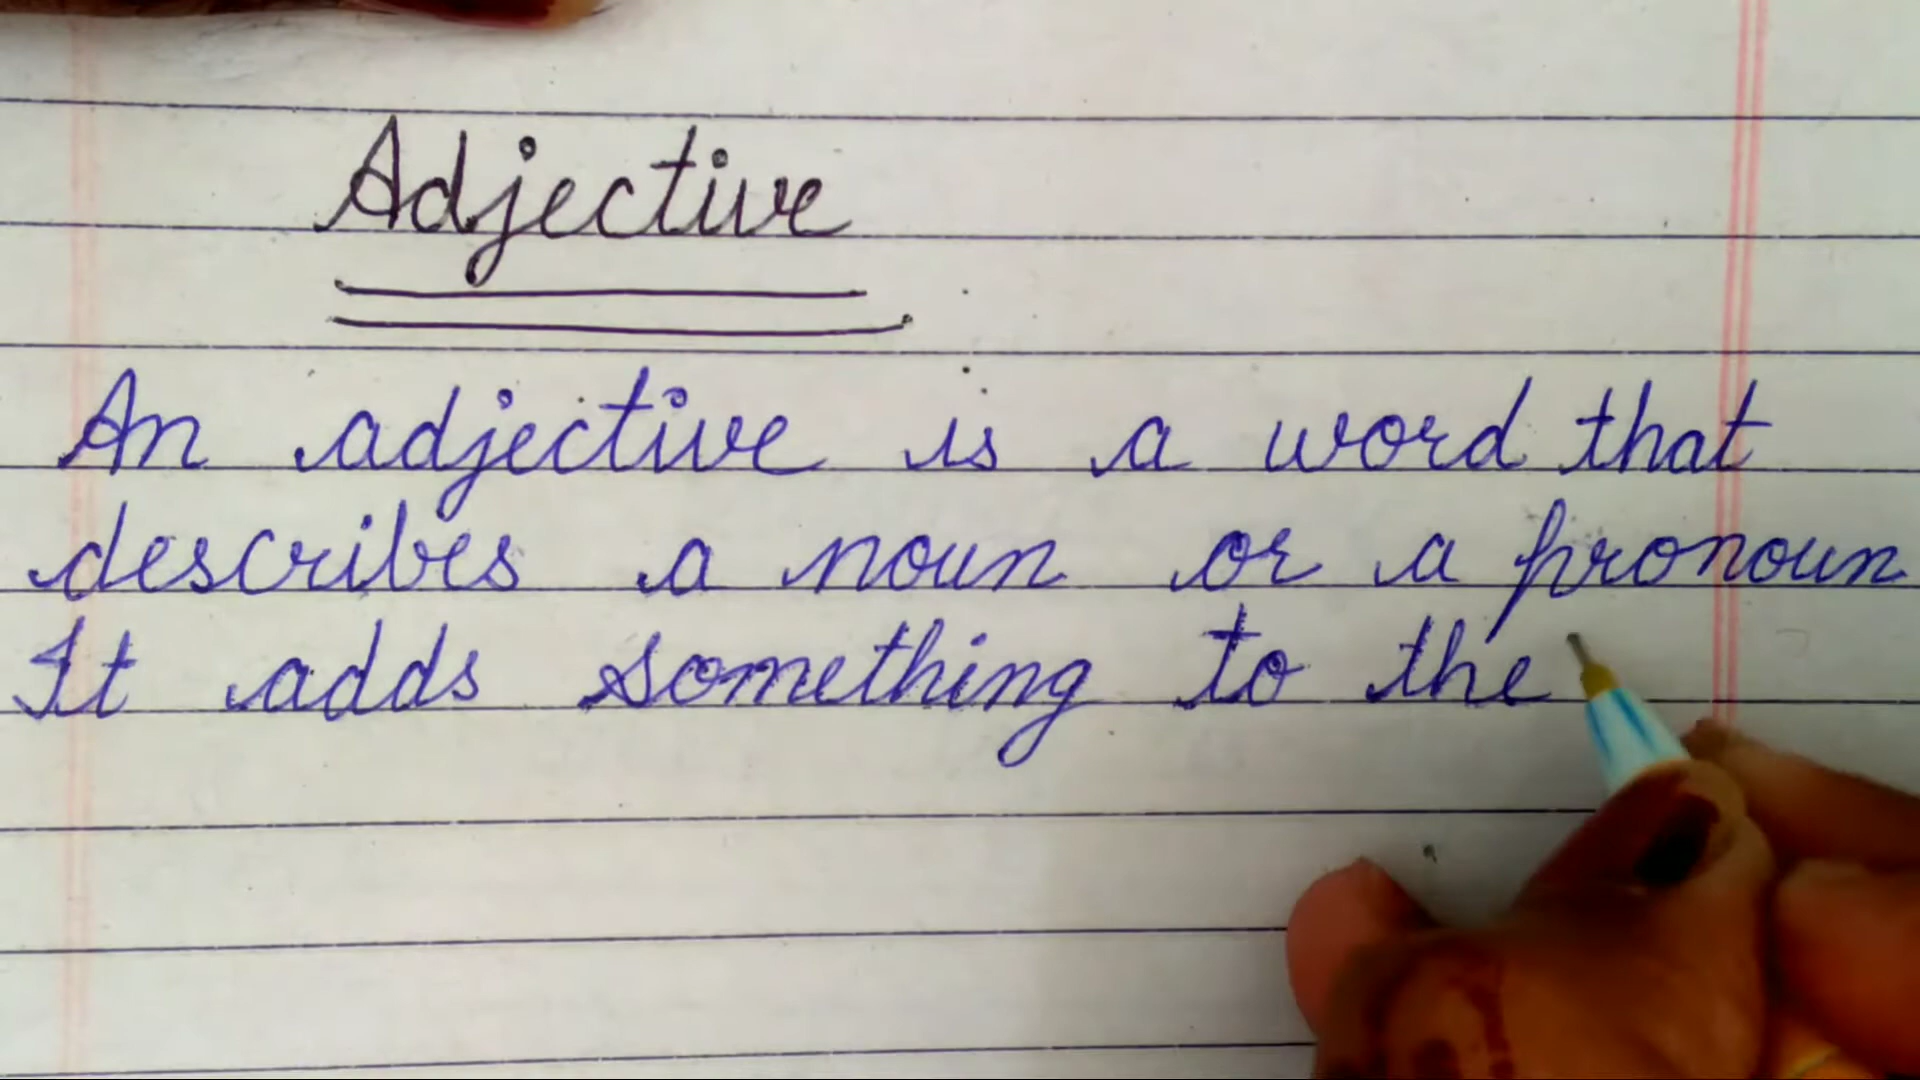 Adjective
An adjective is a word that
describes a noun or a pronoun
It adds something to the